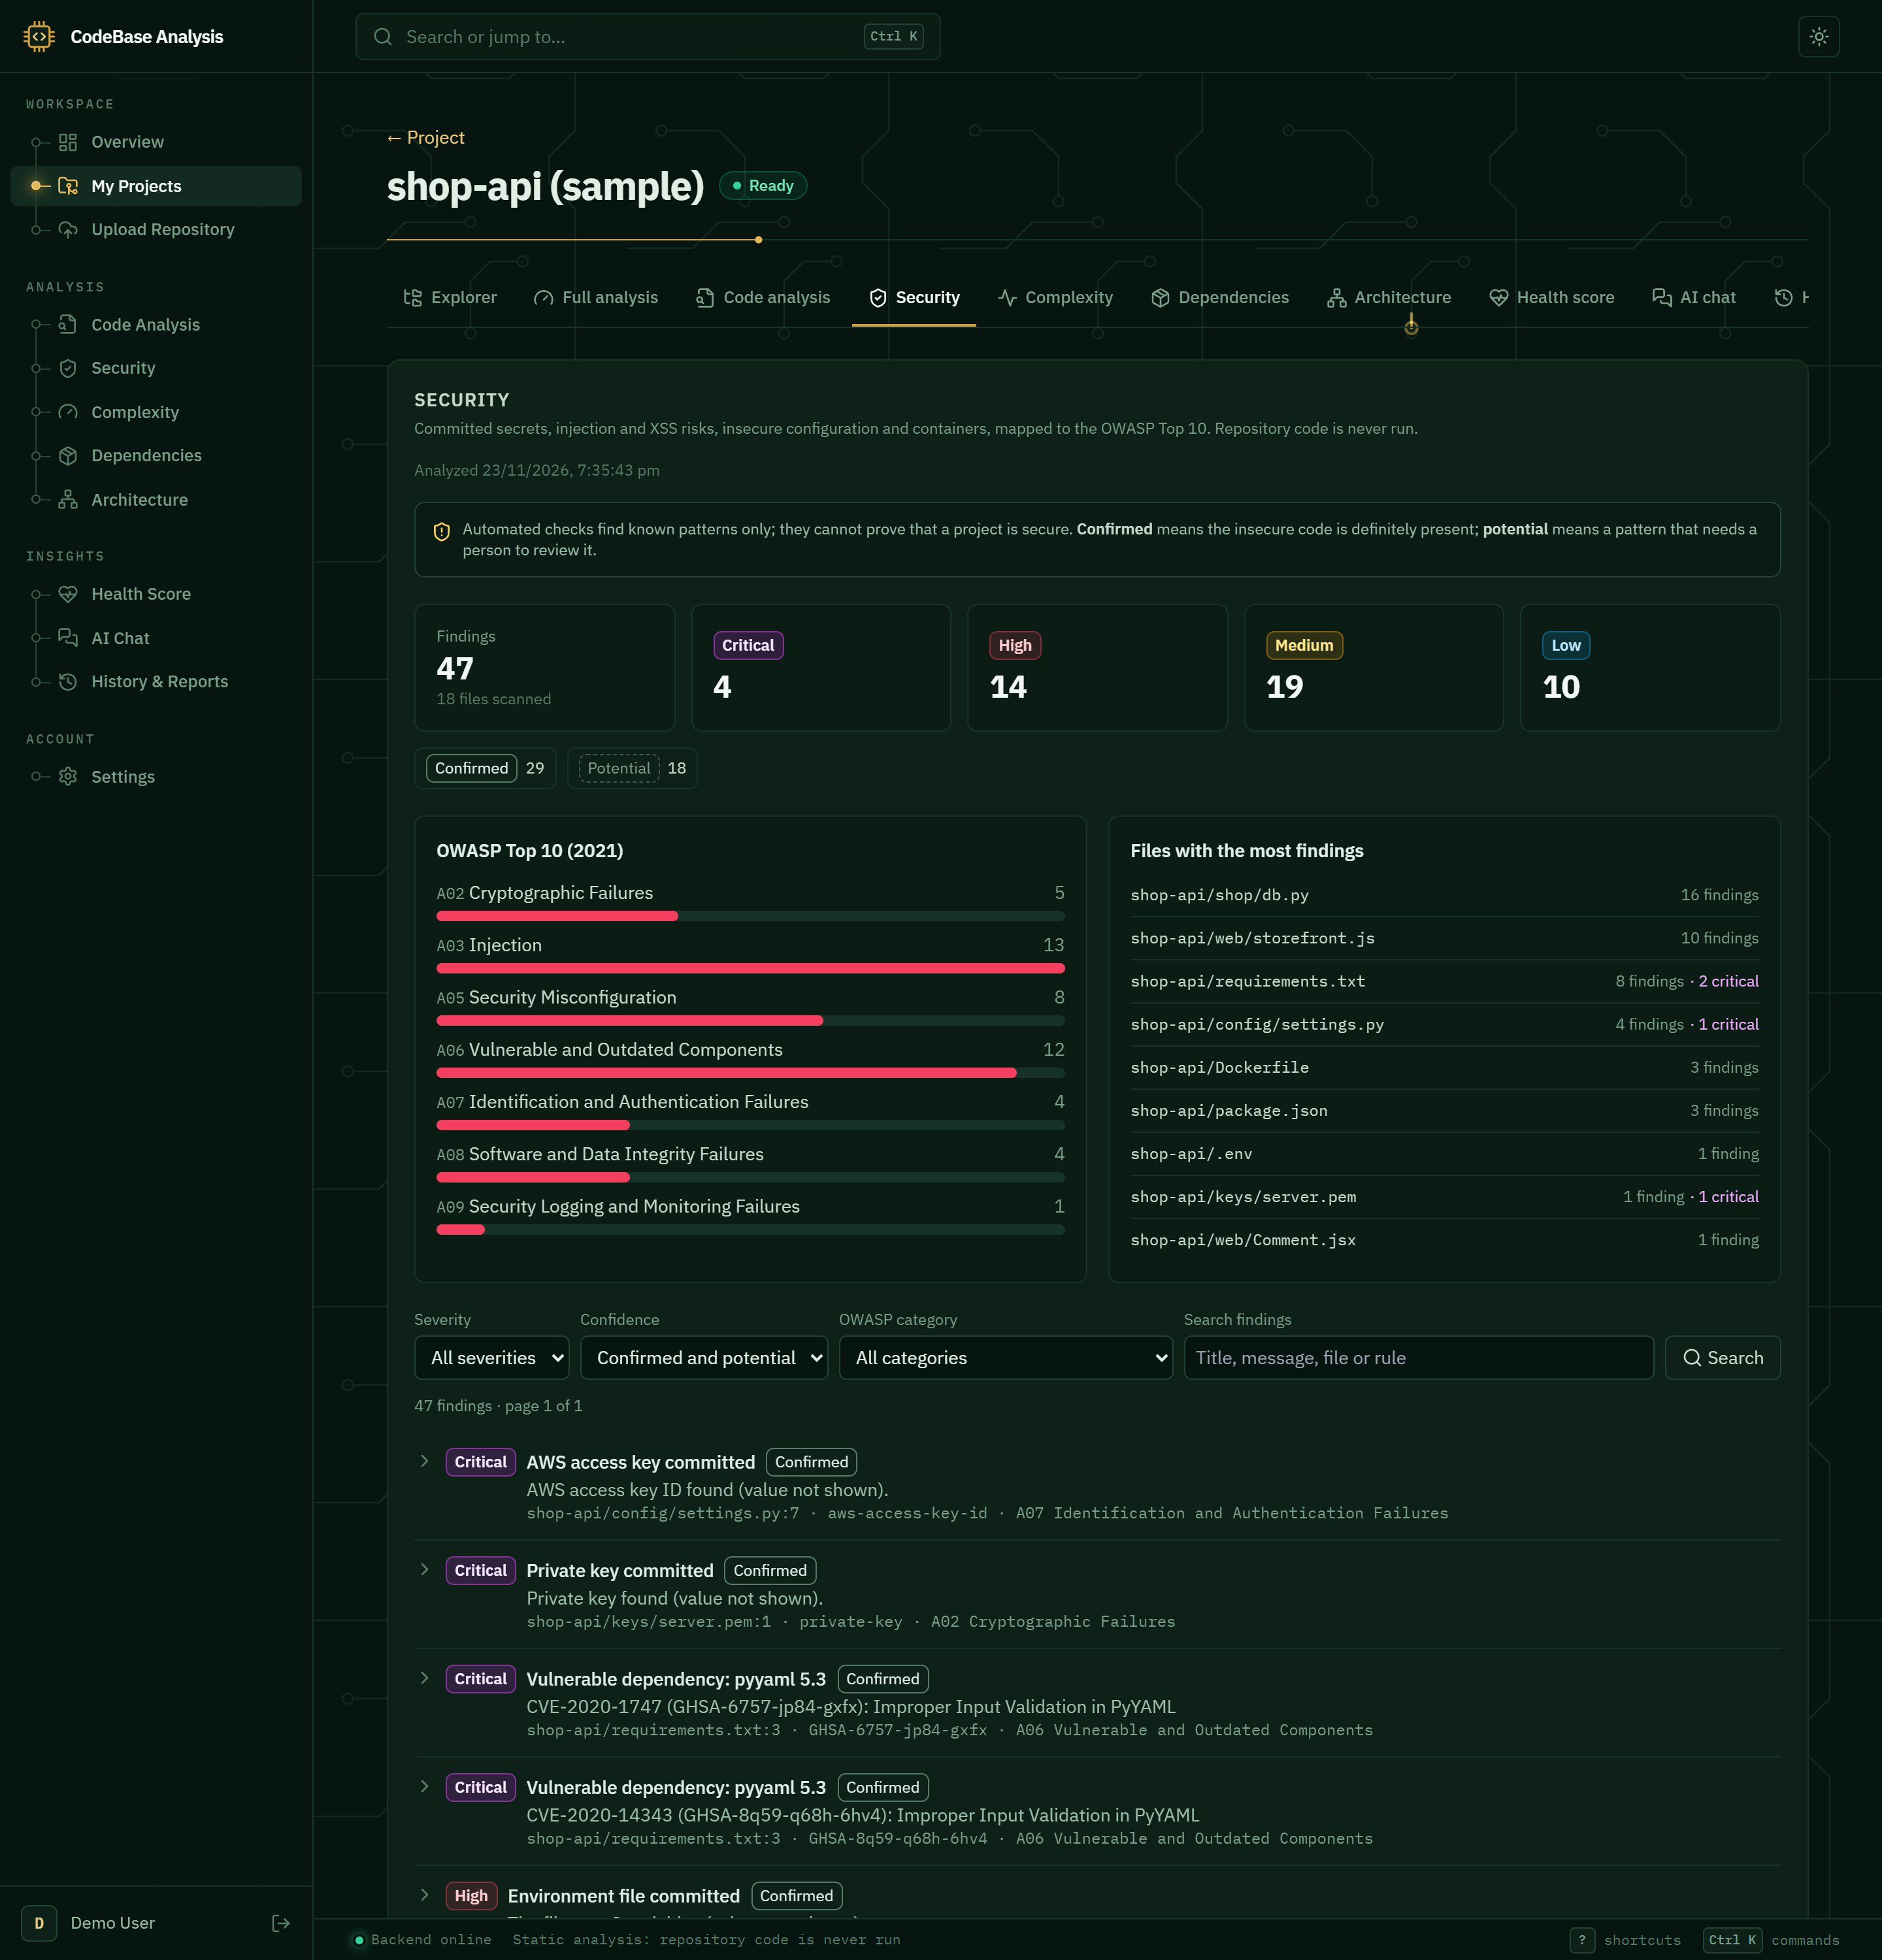 CodeBase Analysis
Search or jump to...
Ctrl K
WORKSPACE
Overview
My Projects
Upload Repository
ANALYSIS
Code Analysis
Security
Complexity
Dependencies
Architecture
INSIGHTS
Health Score
AI Chat
History & Reports
ACCOUNT
Settings
D Demo User
← Project
shop-api (sample) Ready
Explorer Full analysis Code analysis Security Complexity Dependencies Architecture Health score AI chat
SECURITY
Committed secrets, injection and XSS risks, insecure configuration and containers, mapped to the OWASP Top 10. Repository code is never run.
Analyzed 23/11/2026, 7:35:43 pm
Automated checks find known patterns only; they cannot prove that a project is secure. Confirmed means the insecure code is definitely present; potential means a pattern that needs a
person to review it.
Findings
47
18 files scanned
Critical
4
High
14
Medium
19
Low
10
Confirmed 29 Potential 18
OWASP Top 10 (2021)
A02 Cryptographic Failures 5
A03 Injection 13
A05 Security Misconfiguration 8
A06 Vulnerable and Outdated Components 12
A07 Identification and Authentication Failures 4
A08 Software and Data Integrity Failures 4
A09 Security Logging and Monitoring Failures 1
Files with the most findings
shop-api/shop/db.py 16 findings
shop-api/web/storefront.js 10 findings
shop-api/requirements.txt 8 findings · 2 critical
shop-api/config/settings.py 4 findings · 1 critical
shop-api/Dockerfile 3 findings
shop-api/package.json 3 findings
shop-api/.env 1 finding
shop-api/keys/server.pem 1 finding · 1 critical
shop-api/web/Comment.jsx 1 finding
Severity Confidence OWASP category Search findings
All severities Confirmed and potential All categories Title, message, file or rule Search
47 findings · page 1 of 1
Critical AWS access key committed Confirmed
AWS access key ID found (value not shown).
shop-api/config/settings.py:7 · aws-access-key-id · A07 Identification and Authentication Failures
Critical Private key committed Confirmed
Private key found (value not shown).
shop-api/keys/server.pem:1 · private-key · A02 Cryptographic Failures
Critical Vulnerable dependency: pyyaml 5.3 Confirmed
CVE-2020-1747 (GHSA-6757-jp84-gxfx): Improper Input Validation in PyYAML
shop-api/requirements.txt:3 · GHSA-6757-jp84-gxfx · A06 Vulnerable and Outdated Components
Critical Vulnerable dependency: pyyaml 5.3 Confirmed
CVE-2020-14343 (GHSA-8q59-q68h-6hv4): Improper Input Validation in PyYAML
shop-api/requirements.txt:3 · GHSA-8q59-q68h-6hv4 · A06 Vulnerable and Outdated Components
High Environment file committed Confirmed
Backend online Static analysis: repository code is never run ? shortcuts Ctrl K commands